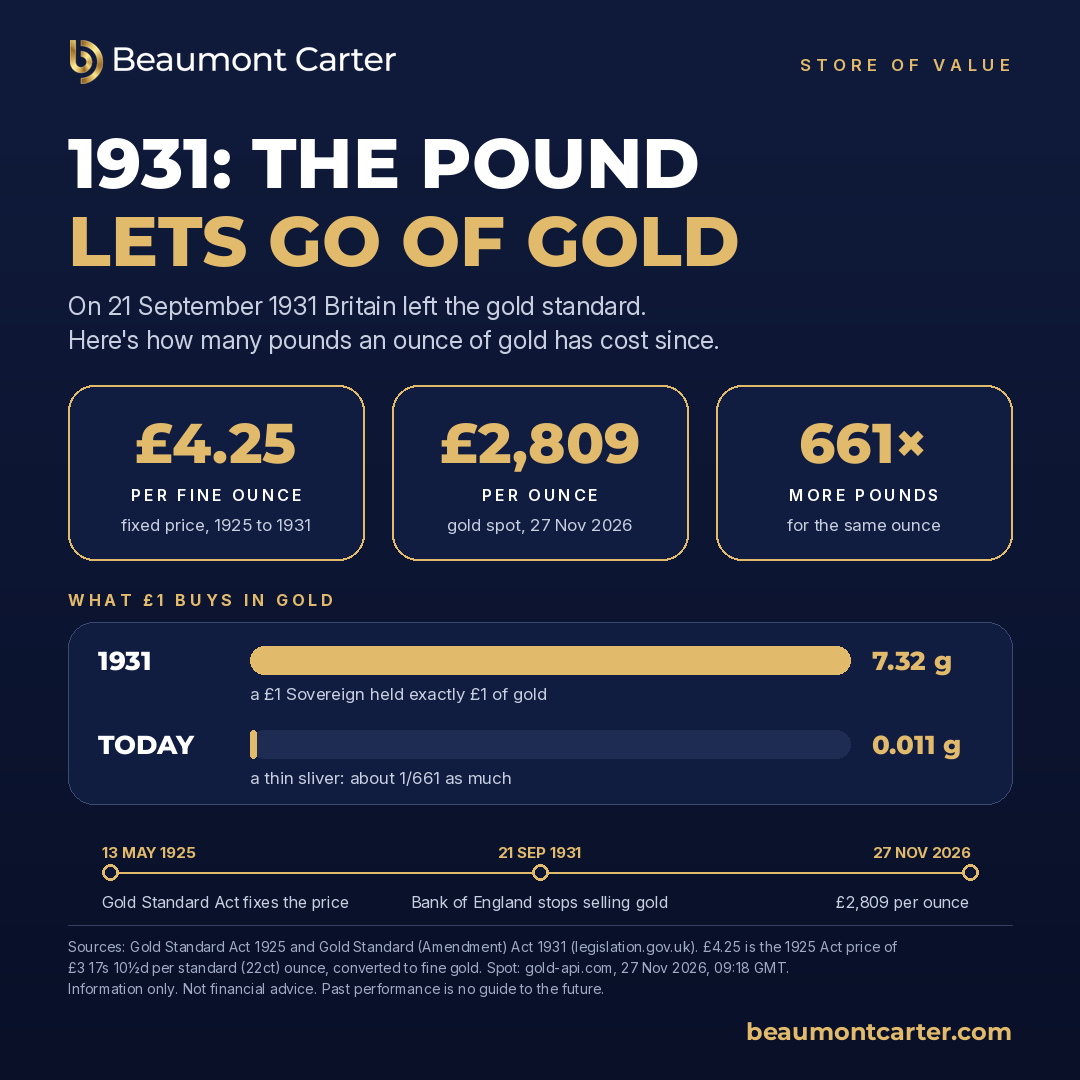 Beaumont Carter
STORE OF VALUE
1931: THE POUND
LETS GO OF GOLD
On 21 September 1931 Britain left the gold standard.
Here's how many pounds an ounce of gold has cost since.
£4.25
PER FINE OUNCE
fixed price, 1925 to 1931
£2,809
PER OUNCE
gold spot, 27 Nov 2026
661×
MORE POUNDS
for the same ounce
WHAT £1 BUYS IN GOLD
1931
7.32 g
a £1 Sovereign held exactly £1 of gold
TODAY
0.011 g
a thin sliver: about 1/661 as much
13 MAY 1925
21 SEP 1931
27 NOV 2026
Gold Standard Act fixes the price
Bank of England stops selling gold
£2,809 per ounce
Sources: Gold Standard Act 1925 and Gold Standard (Amendment) Act 1931 (legislation.gov.uk). £4.25 is the 1925 Act price of
£3 17s 10½d per standard (22ct) ounce, converted to fine gold. Spot: gold-api.com, 27 Nov 2026, 09:18 GMT.
Information only. Not financial advice. Past performance is no guide to the future.
beaumontcarter.com